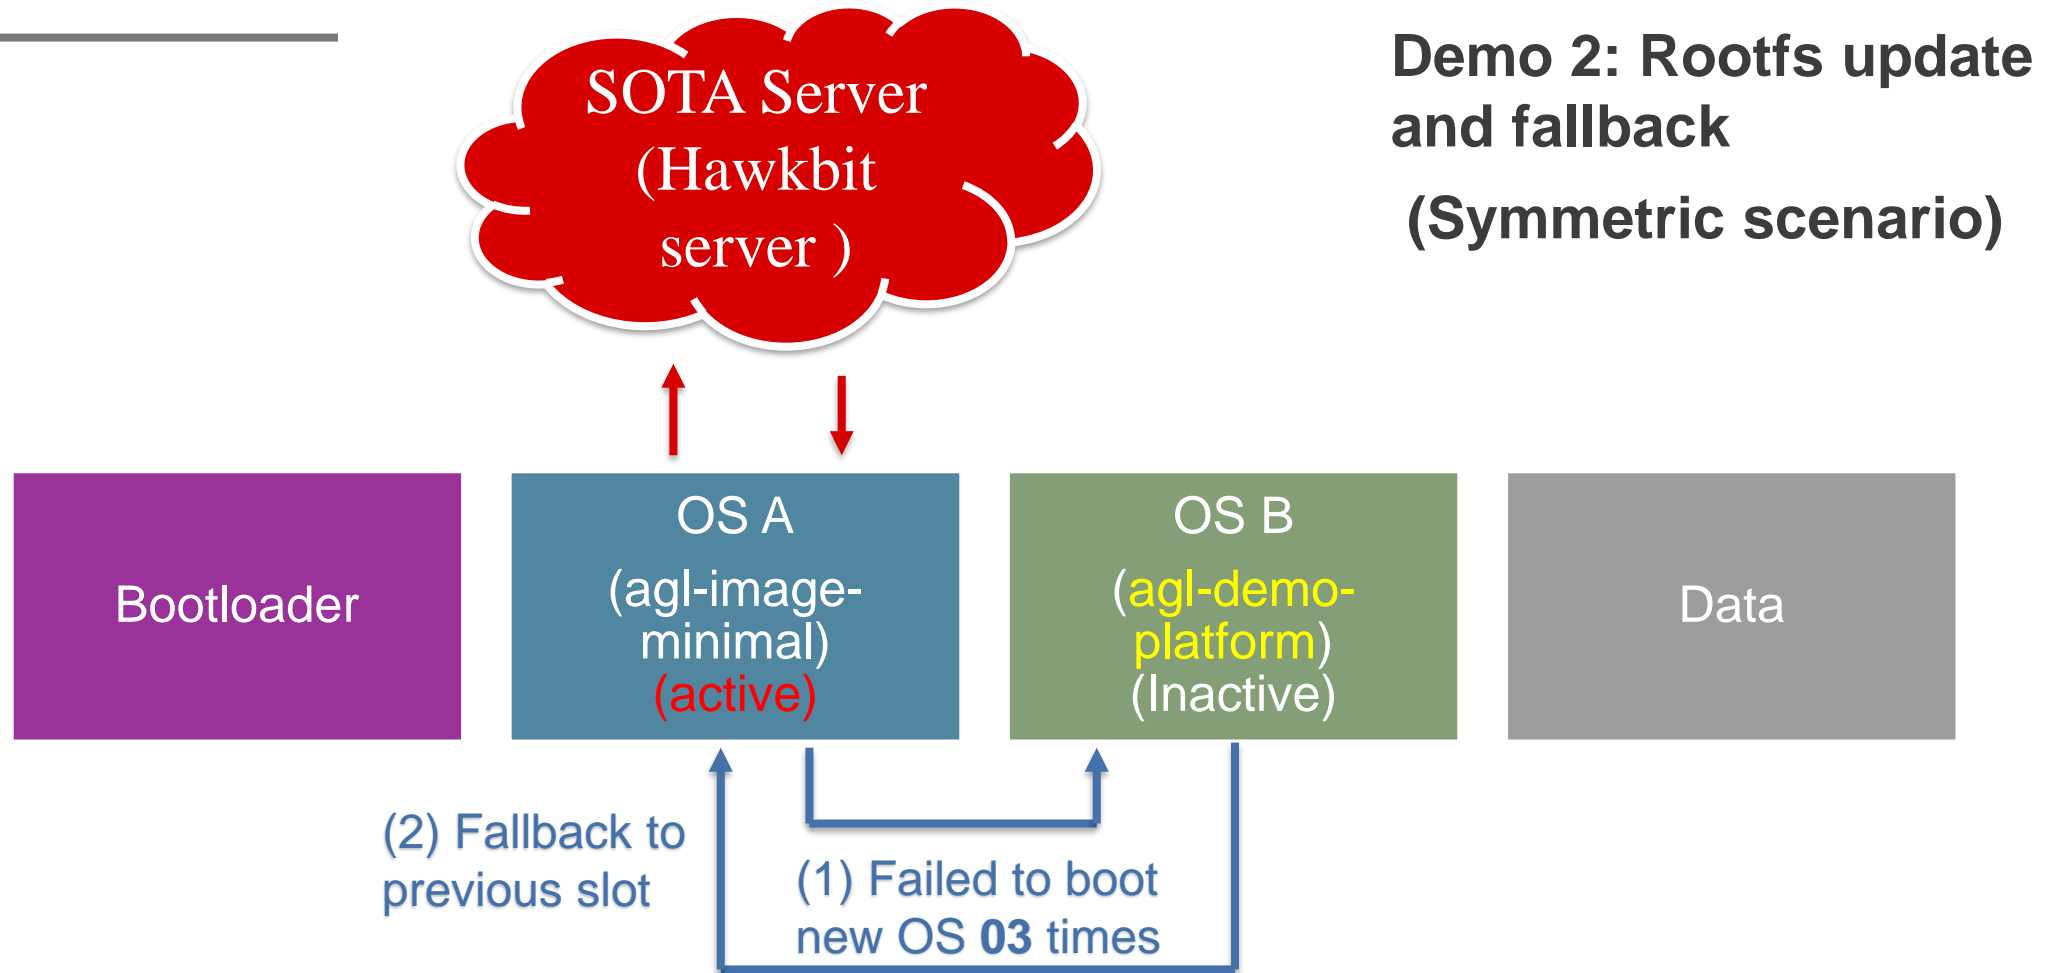 Demo 2: Rootfs update
and fallback
(Symmetric scenario)
SOTA Server
(Hawkbit
server )
Bootloader
OS A
(agl-image-
minimal)
(active)
OS B
(agl-demo-
platform)
(Inactive)
Data
(2) Fallback to
previous slot
(1) Failed to boot
new OS 03 times